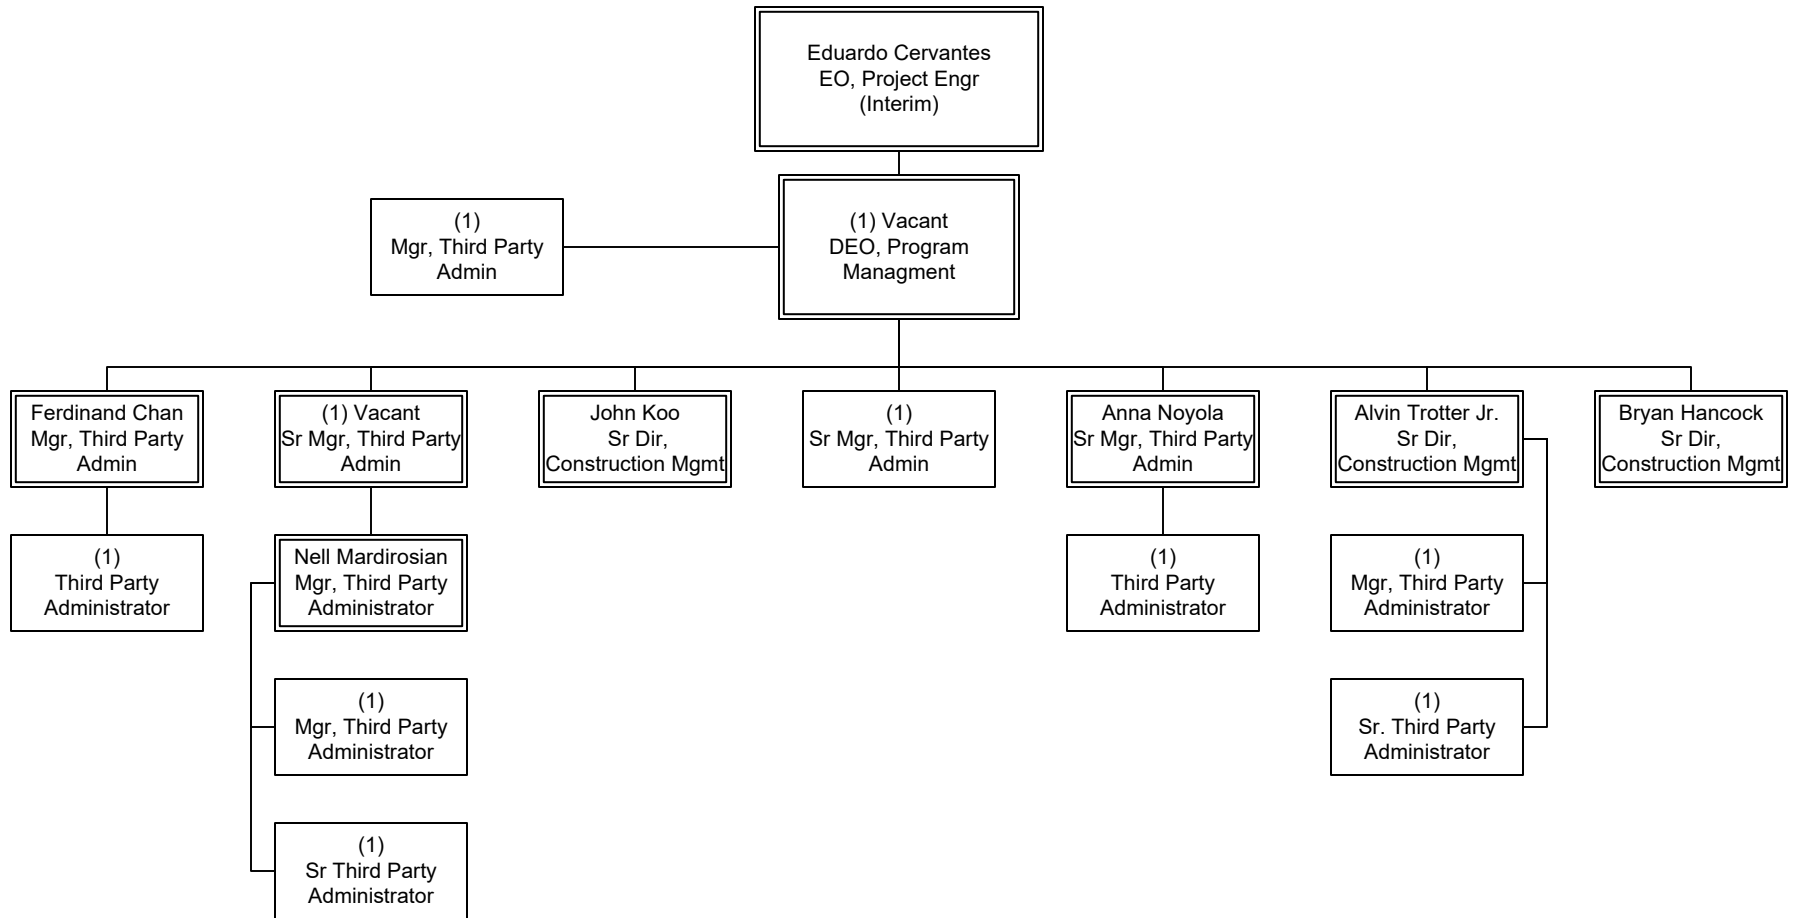 Eduardo Cervantes
EO, Project Engr
(Interim)
(1)
Mgr, Third Party
Admin
(1) Vacant
DEO, Program
Managment
Ferdinand Chan
Mgr, Third Party
Admin
(1) Vacant
Sr Mgr, Third Party
Admin
John Koo
Sr Dir,
Construction Mgmt
(1)
Sr Mgr, Third Party
Admin
Anna Noyola
Sr Mgr, Third Party
Admin
Alvin Trotter Jr.
Sr Dir,
Construction Mgmt
Bryan Hancock
Sr Dir,
Construction Mgmt
(1)
Third Party
Administrator
Nell Mardirosian
Mgr, Third Party
Administrator
(1)
Third Party
Administrator
(1)
Mgr, Third Party
Administrator
(1)
Mgr, Third Party
Administrator
(1)
Sr. Third Party
Administrator
(1)
Sr Third Party
Administrator